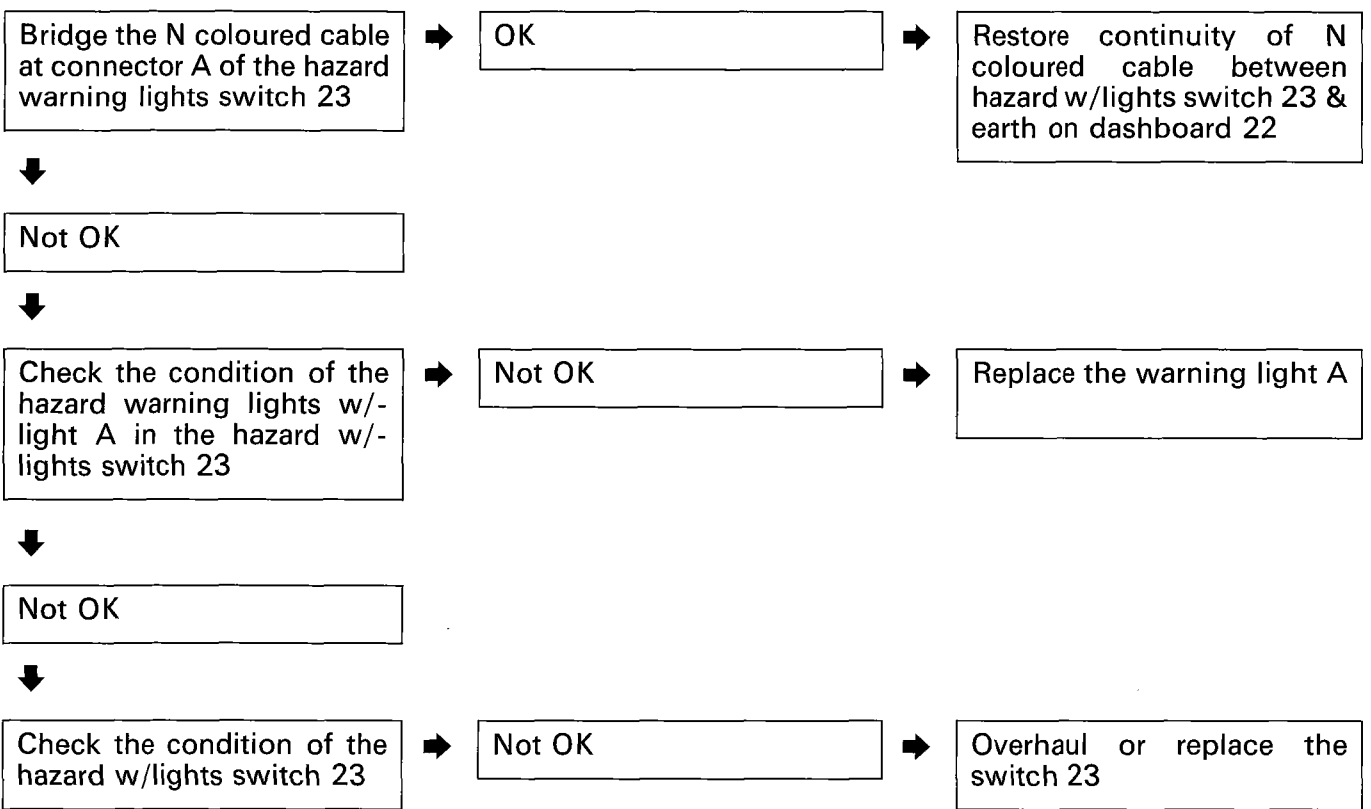 Bridge the N coloured cable
at connector A of the hazard
warning lights switch 23
OK
Restore continuity of N
coloured cable between
hazard w/lights switch 23 &
earth on dashboard 22
Not OK
Check the condition of the
hazard warning lights w/-
light A in the hazard w/-
lights switch 23
Not OK
Replace the warning light A
Not OK
Check the condition of the
hazard w/lights switch 23
Not OK
Overhaul or replace the
switch 23